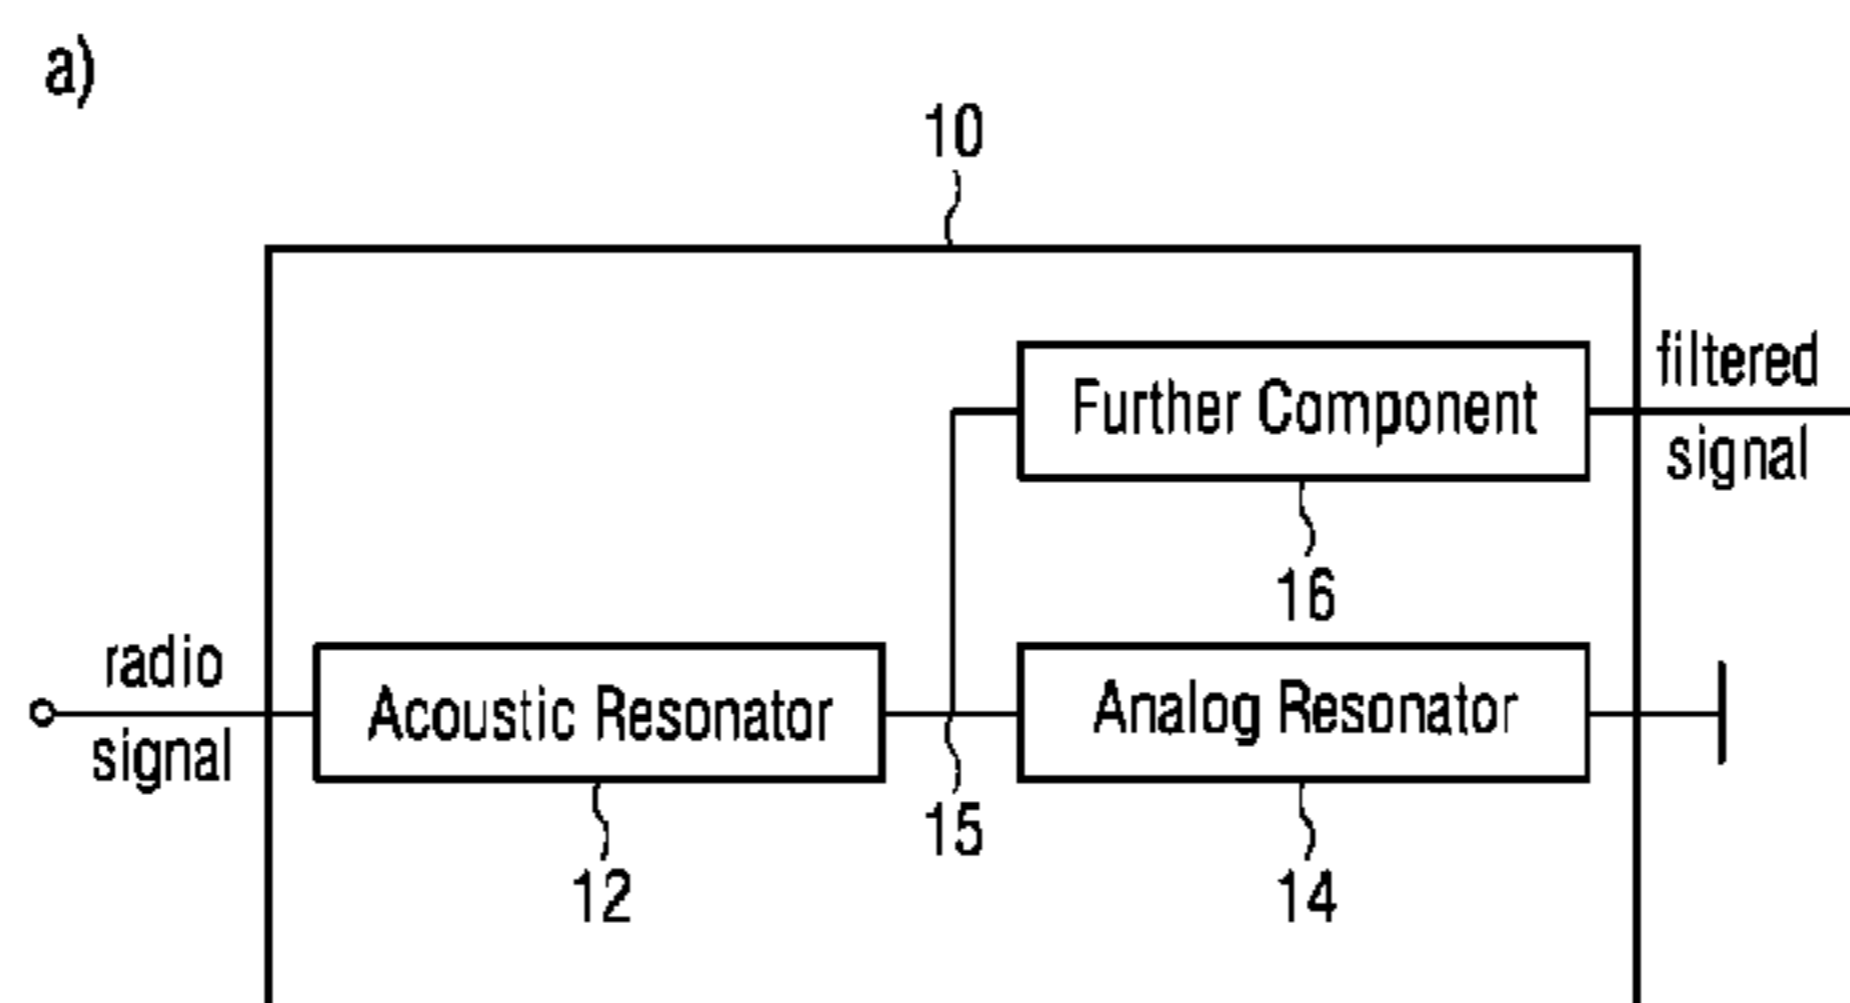 a)
10
filtered
signal
Further Component
16
radio
signal
Acoustic Resonator
Analog Resonator
15
12
14